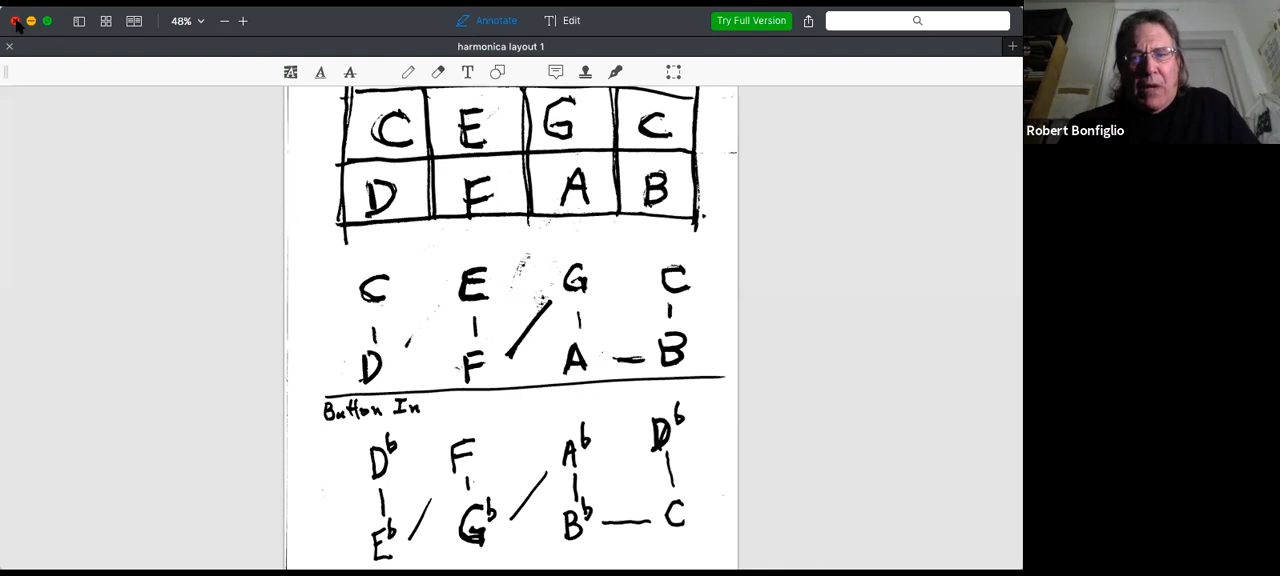 48%
Annotate
Edit
Try Full Version
harmonica layout 1
C E G C
D F A B
C E G C
D F A B
Button In
D♭ F A♭ D♭
E♭ G♭ B♭ C
Robert Bonfiglio